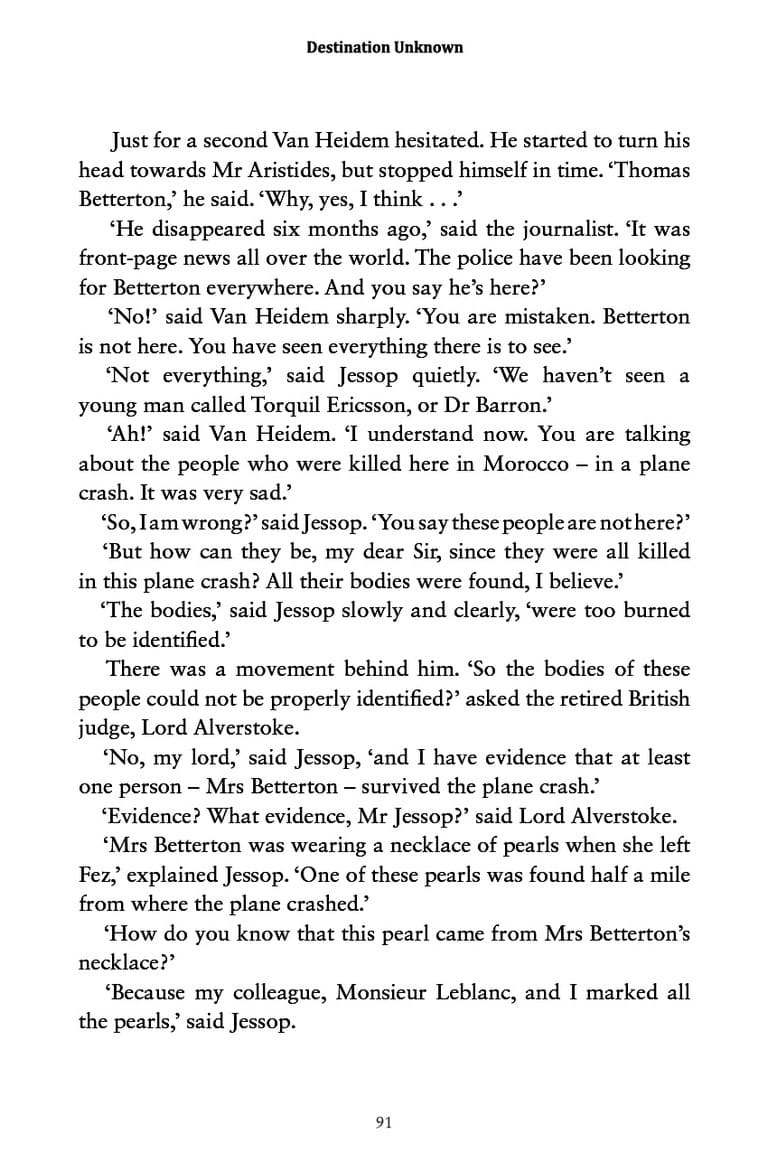 Destination Unknown
Just for a second Van Heidem hesitated. He started to turn his
head towards Mr Aristides, but stopped himself in time. ‘Thomas
Betterton,’ he said. ‘Why, yes, I think . . .’
‘He disappeared six months ago,’ said the journalist. ‘It was
front-page news all over the world. The police have been looking
for Betterton everywhere. And you say he’s here?’
‘No!’ said Van Heidem sharply. ‘You are mistaken. Betterton
is not here. You have seen everything there is to see.’
‘Not everything,’ said Jessop quietly. ‘We haven’t seen a
young man called Torquil Ericsson, or Dr Barron.’
‘Ah!’ said Van Heidem. ‘I understand now. You are talking
about the people who were killed here in Morocco – in a plane
crash. It was very sad.’
‘So, I am wrong?’ said Jessop. ‘You say these people are not here?’
‘But how can they be, my dear Sir, since they were all killed
in this plane crash? All their bodies were found, I believe.’
‘The bodies,’ said Jessop slowly and clearly, ‘were too burned
to be identified.’
There was a movement behind him. ‘So the bodies of these
people could not be properly identified?’ asked the retired British
judge, Lord Alverstoke.
‘No, my lord,’ said Jessop, ‘and I have evidence that at least
one person – Mrs Betterton – survived the plane crash.’
‘Evidence? What evidence, Mr Jessop?’ said Lord Alverstoke.
‘Mrs Betterton was wearing a necklace of pearls when she left
Fez,’ explained Jessop. ‘One of these pearls was found half a mile
from where the plane crashed.’
‘How do you know that this pearl came from Mrs Betterton’s
necklace?’
‘Because my colleague, Monsieur Leblanc, and I marked all
the pearls,’ said Jessop.
91